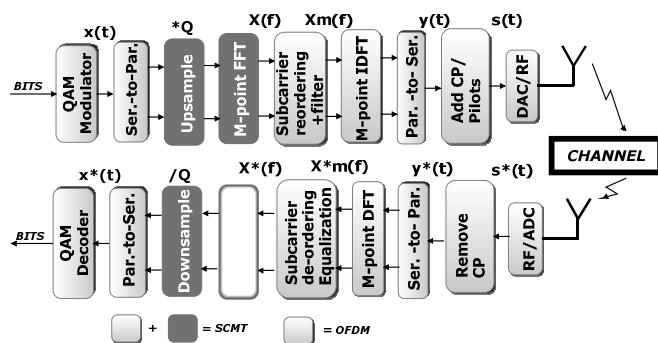 x(t)
*Q
X(f)
Xm(f)
y(t)
s(t)
BITS
QAM
Modulator
Ser.-to-Par.
Upsample
M-point FFT
Subcarrier
reordering
+filter
M-point IDFT
Par. -to- Ser.
Add CP/
Pilots
DAC/RF
CHANNEL
x*(t)
/Q
X*(f)
X*m(f)
y*(t)
s*(t)
BITS
QAM
Decoder
Par.-to-Ser.
Downsample
Subcarrier
de-ordering
Equalization
M-point DFT
Ser. -to- Par.
Remove
CP
RF/ADC
+
= SCMT
= OFDM